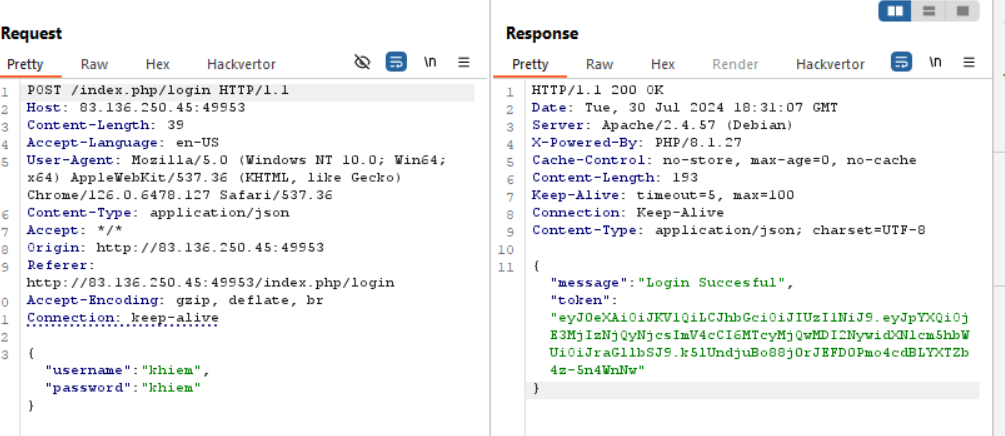 Request
Pretty Raw Hex Hackvertor \n
1 POST /index.php/login HTTP/1.1
2 Host: 83.136.250.45:49953
3 Content-Length: 39
4 Accept-Language: en-US
5 User-Agent: Mozilla/5.0 (Windows NT 10.0; Win64;
x64) AppleWebKit/537.36 (KHTML, like Gecko)
Chrome/126.0.6478.127 Safari/537.36
6 Content-Type: application/json
7 Accept: */*
8 Origin: http://83.136.250.45:49953
9 Referer:
http://83.136.250.45:49953/index.php/login
0 Accept-Encoding: gzip, deflate, br
1 Connection: keep-alive
2
3 {
"username":"khiem",
"password":"khiem"
}
Response
Pretty Raw Hex Render Hackvertor \n
1 HTTP/1.1 200 OK
2 Date: Tue, 30 Jul 2024 18:31:07 GMT
3 Server: Apache/2.4.57 (Debian)
4 X-Powered-By: PHP/8.1.27
5 Cache-Control: no-store, max-age=0, no-cache
6 Content-Length: 193
7 Keep-Alive: timeout=5, max=100
8 Connection: Keep-Alive
9 Content-Type: application/json; charset=UTF-8
10
11 {
"message":"Login Succesful",
"token":
"eyJ0eXAiOiJKV1QiLCJhbGciOiJIUzI1NiJ9.eyJpYXQiOj
E3MjIzNjQyNjcsImV4cCI6MTcyMjQwMDI2NywidXNlcm5hbW
UiOiJraGllbSJ9.k51UndjuBo88j0rJEFD0Pmo4cdBLYXTZb
4z-5n4WnNw"
}